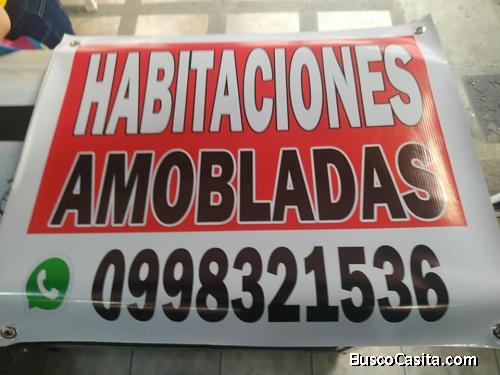 HABITACIONES
AMOBLADAS
0998321536
BuscoCasita.com